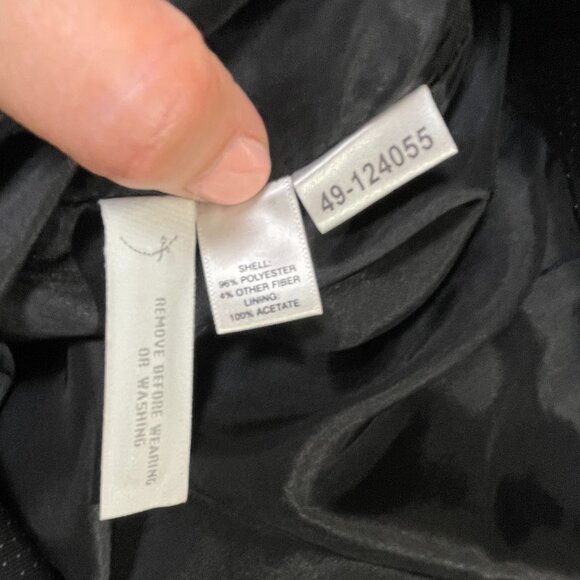 49-124055
SHELL:
96% POLYESTER
4% OTHER FIBER
LINING:
100% ACETATE
REMOVE BEFORE WEARING
OR WASHING